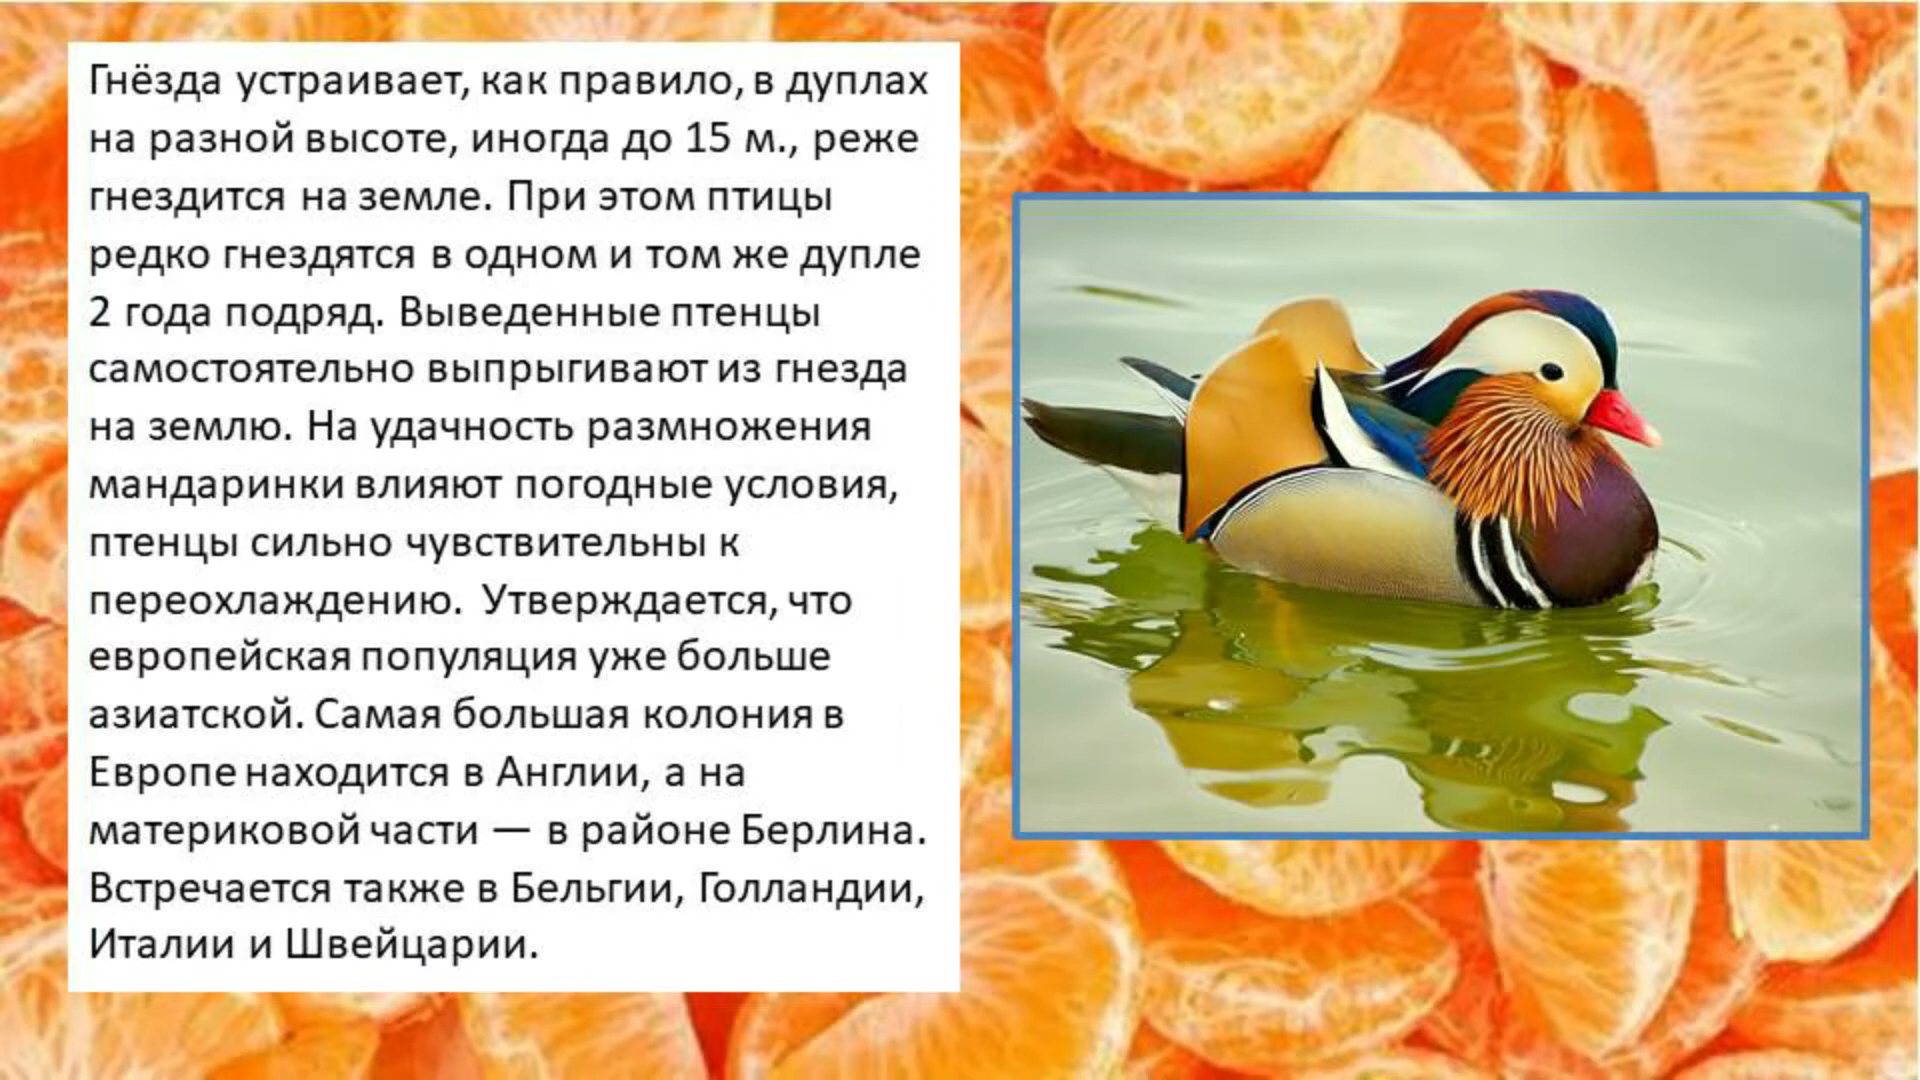 Гнёзда устраивает, как правило, в дуплах
на разной высоте, иногда до 15 м., реже
гнездится на земле. При этом птицы
редко гнездятся в одном и том же дупле
2 года подряд. Выведенные птенцы
самостоятельно выпрыгивают из гнезда
на землю. На удачность размножения
мандаринки влияют погодные условия,
птенцы сильно чувствительны к
переохлаждению. Утверждается, что
европейская популяция уже больше
азиатской. Самая большая колония в
Европе находится в Англии, а на
материковой части — в районе Берлина.
Встречается также в Бельгии, Голландии,
Италии и Швейцарии.